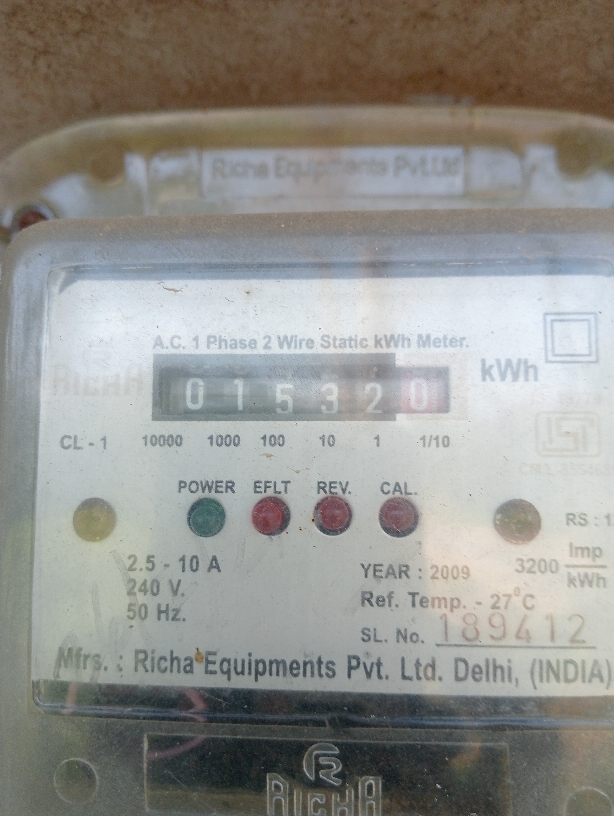 Richa Equipments Pvt.Ltd
A.C. 1 Phase 2 Wire Static kWh Meter.
RICHA
0 1 5 3 2 0 kWh
CL - 1 10000 1000 100 10 1 1/10
POWER EFLT REV. CAL.
2.5 - 10 A
240 V.
50 Hz.
RS :
3200 Imp
kWh
YEAR : 2009
Ref. Temp. - 27°C
SL. No. 189412
Mfrs. : Richa Equipments Pvt. Ltd. Delhi, (INDIA)
RICHA